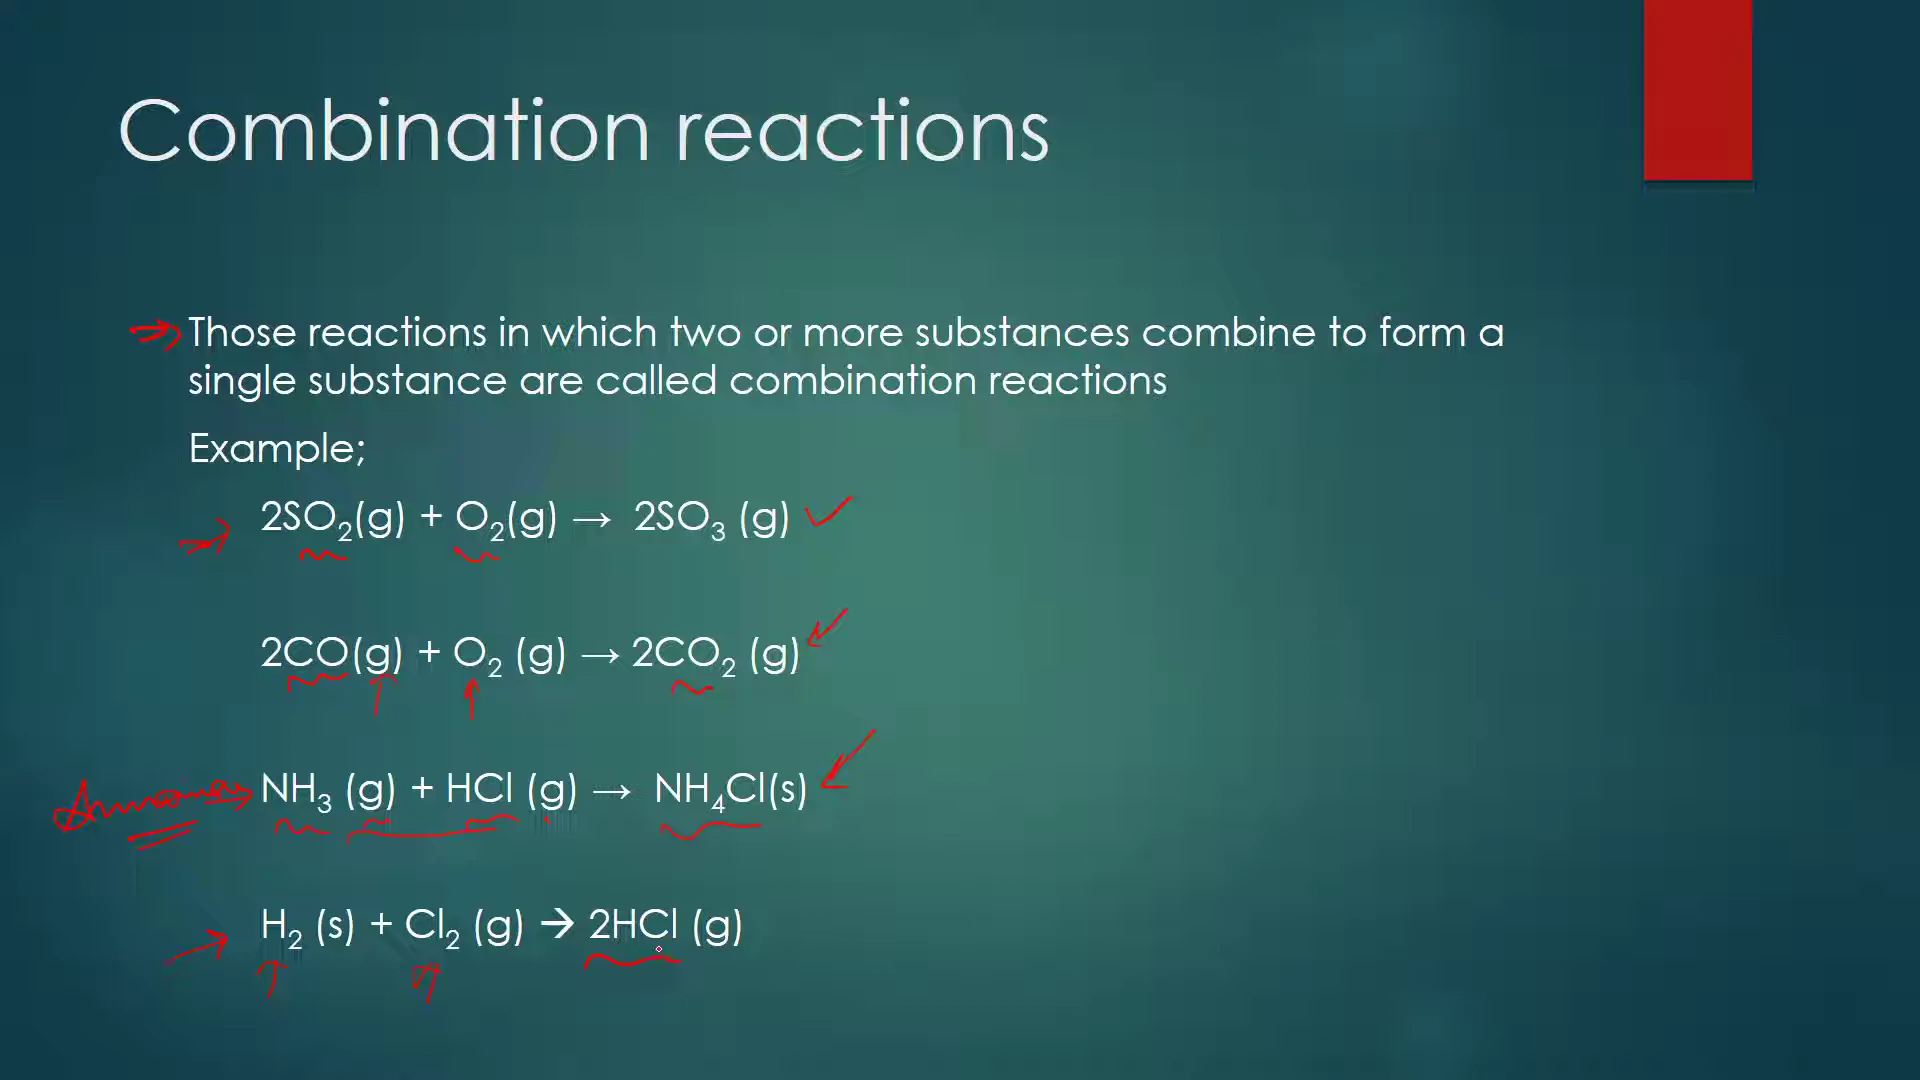 Combination reactions
Those reactions in which two or more substances combine to form a
single substance are called combination reactions
Example;
2SO₂(g) + O₂(g) → 2SO₃ (g)
2CO(g) + O₂ (g) → 2CO₂ (g)
NH₃ (g) + HCl (g) → NH₄Cl(s)
H₂ (s) + Cl₂ (g) → 2HCl (g)